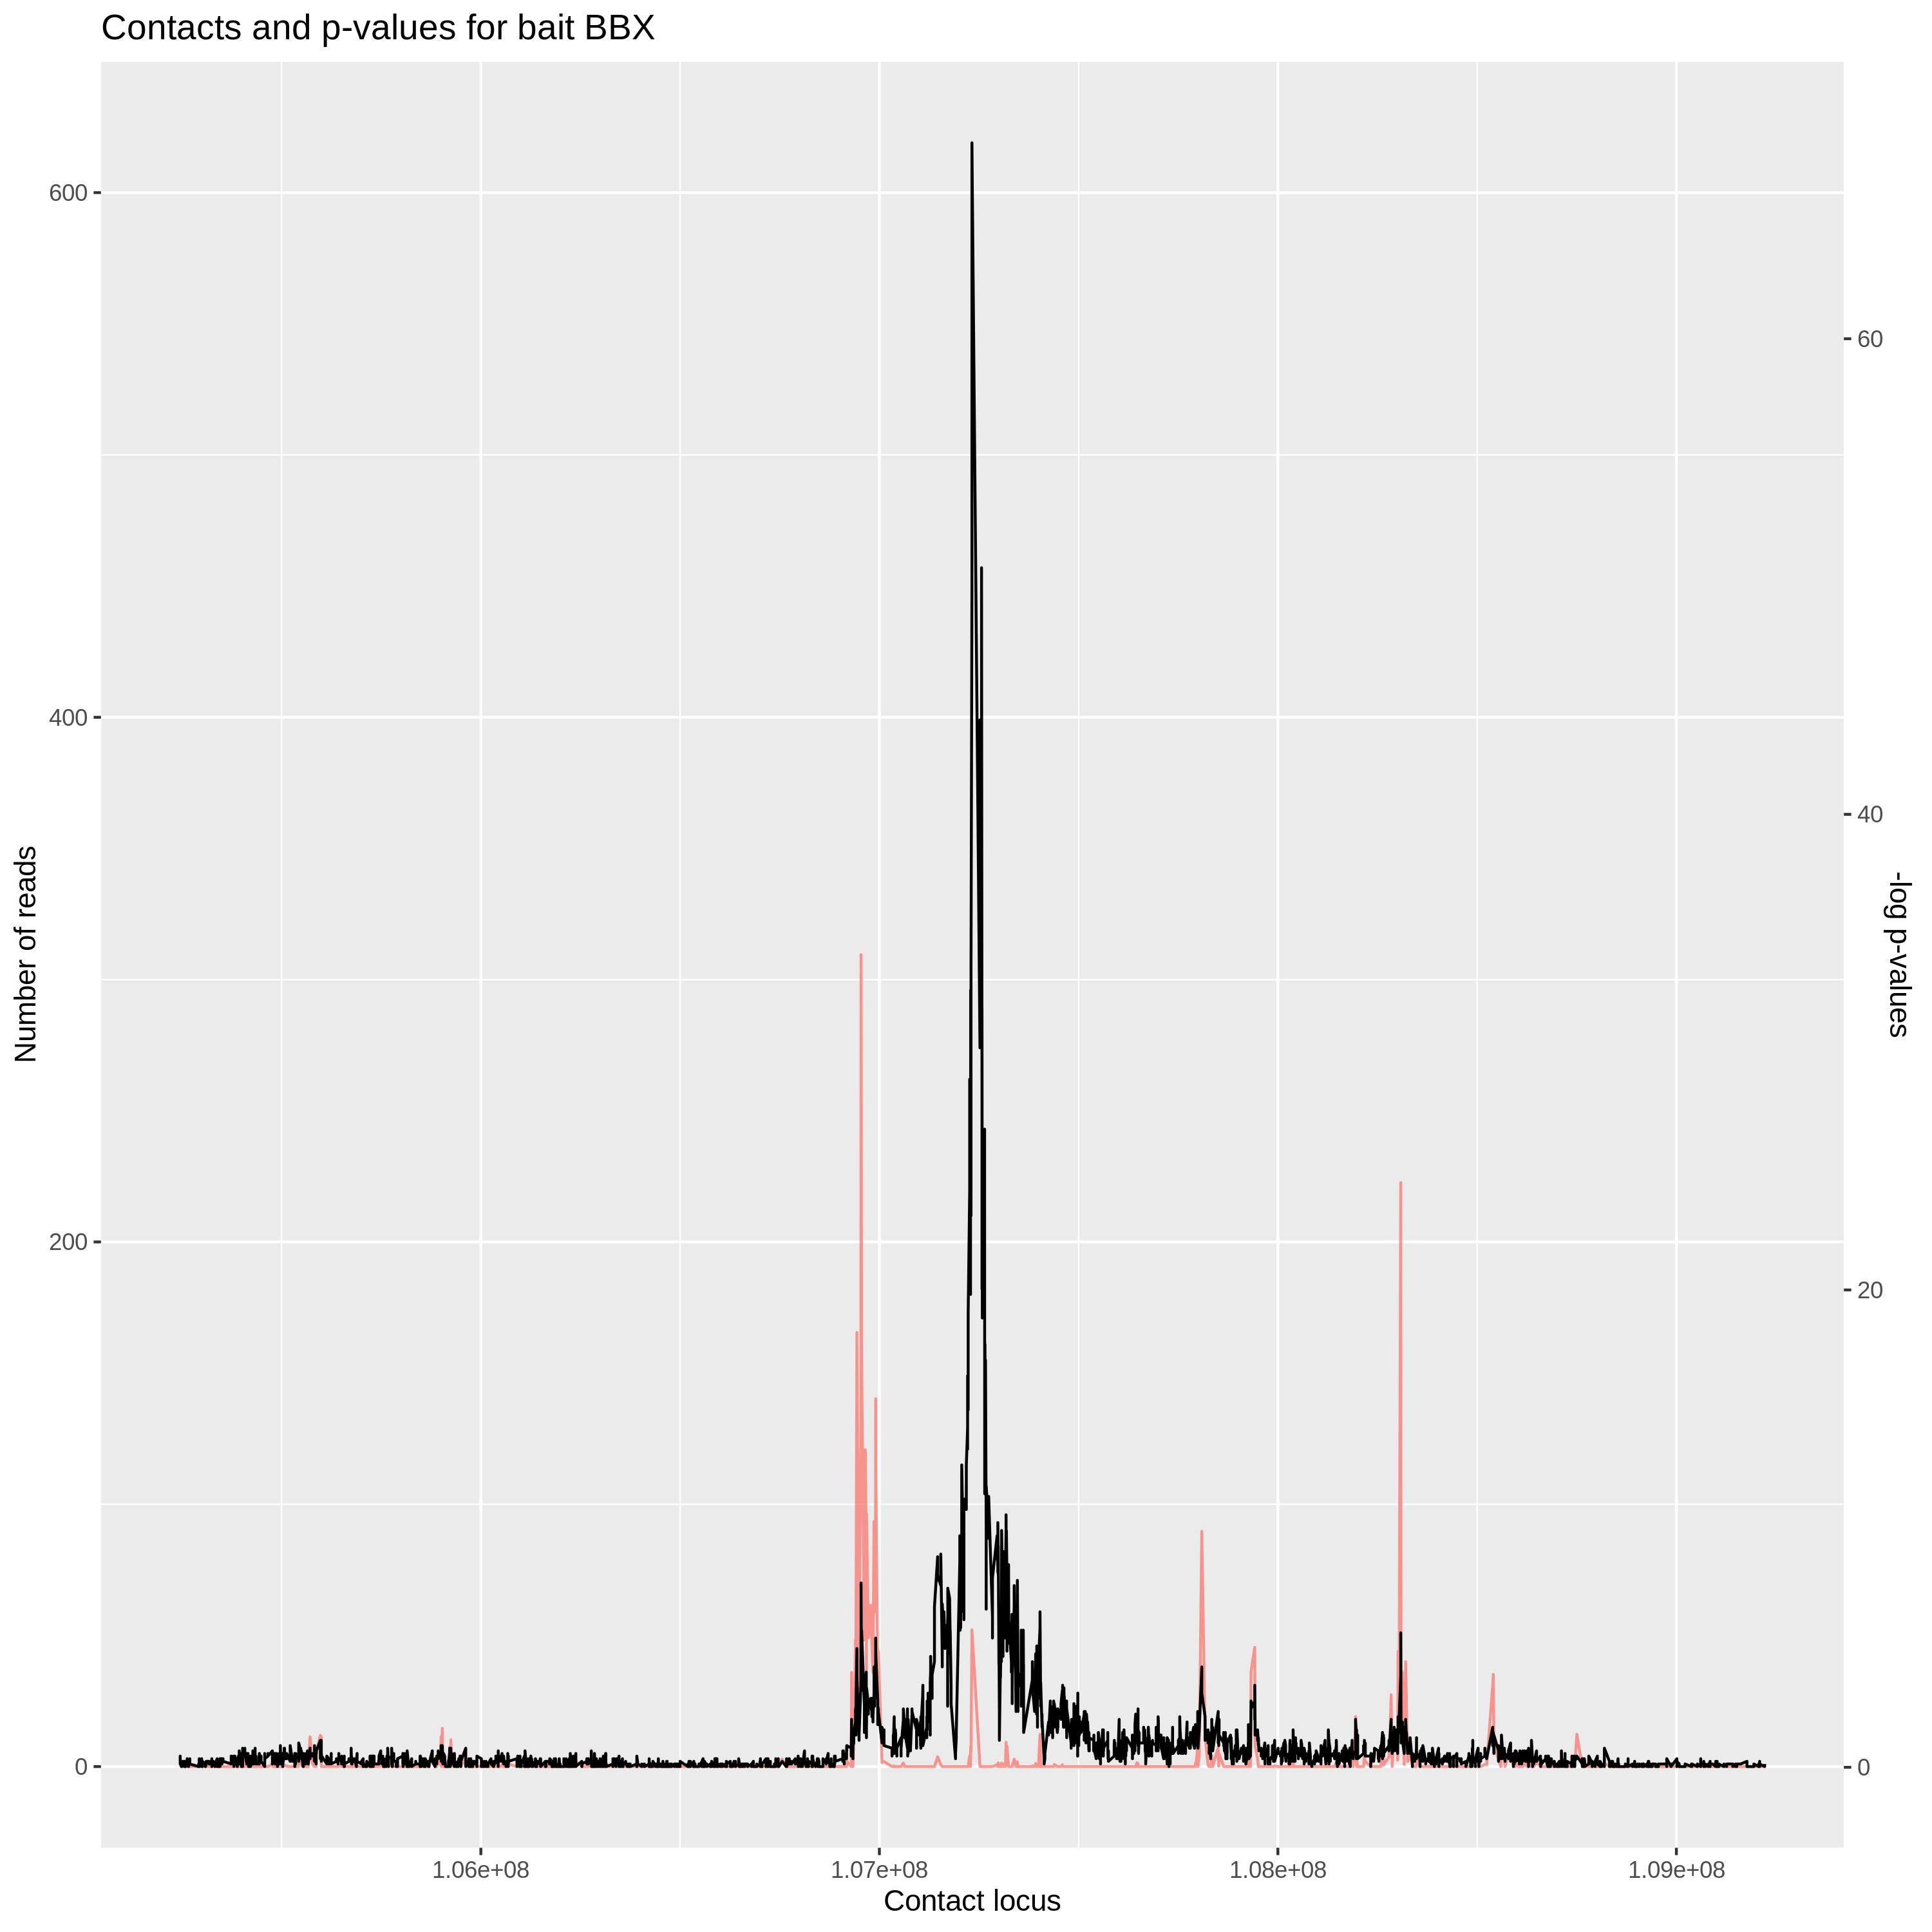 Contacts and p-values for bait BBX
600
400
200
0
Number of reads
60
40
20
0
-log p-values
1.06e+08
1.07e+08
1.08e+08
1.09e+08
Contact locus